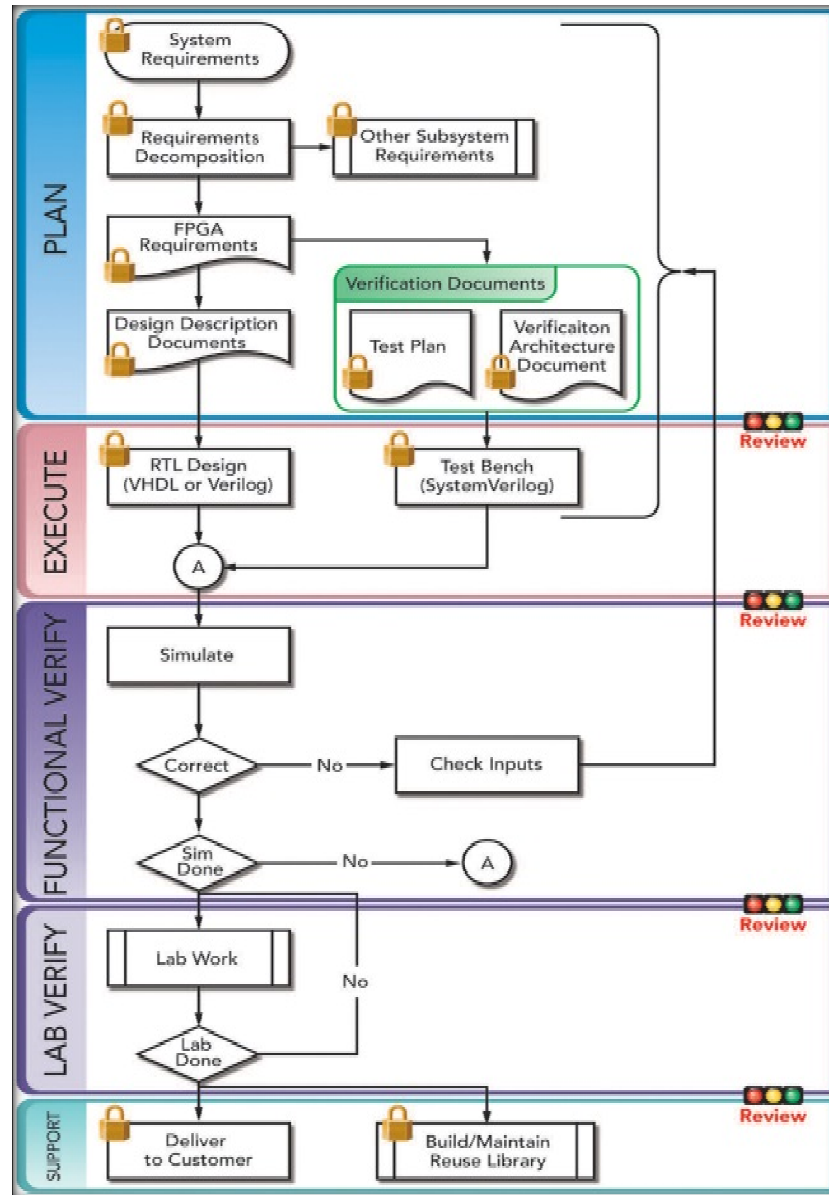 PLAN
System
Requirements
Requirements
Decomposition
Other Subsystem
Requirements
FPGA
Requirements
Verification Documents
Design Description
Documents
Test Plan
Verificaiton
Architecture
Document
Review
EXECUTE
RTL Design
(VHDL or Verilog)
Test Bench
(SystemVerilog)
A
Review
FUNCTIONAL VERIFY
Simulate
Correct
No
Check Inputs
Sim
Done
No
A
Review
LAB VERIFY
Lab Work
No
Lab
Done
Review
SUPPORT
Deliver
to Customer
Build/Maintain
Reuse Library